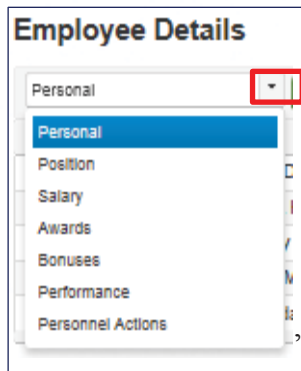 Employee Details
Personal
Personal
Position
Salary
Awards
Bonuses
Performance
Personnel Actions
,